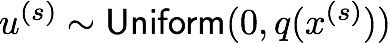 u^{(s)} ∼ Uniform(0, q(x^{(s)}))